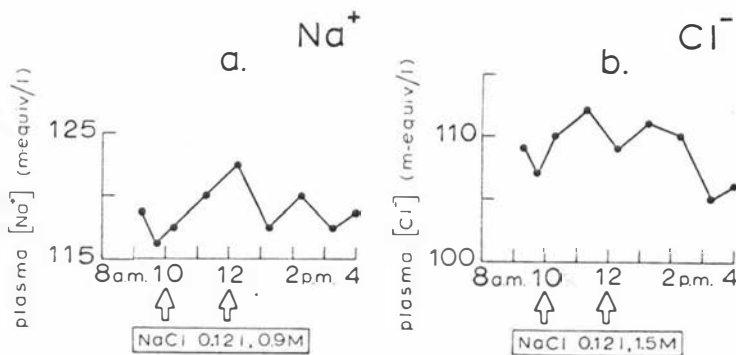 a.
Na⁺
plasma [Na⁺] (m-equiv/l)
125
115
8 a.m. 10 12 2 p.m. 4
NaCl 0.12 l, 0.9M
b.
Cl⁻
plasma [Cl⁻] (m-equiv/l)
110
100
8 a.m. 10 12 2 p.m. 4
NaCl 0.12 l, 1.5M